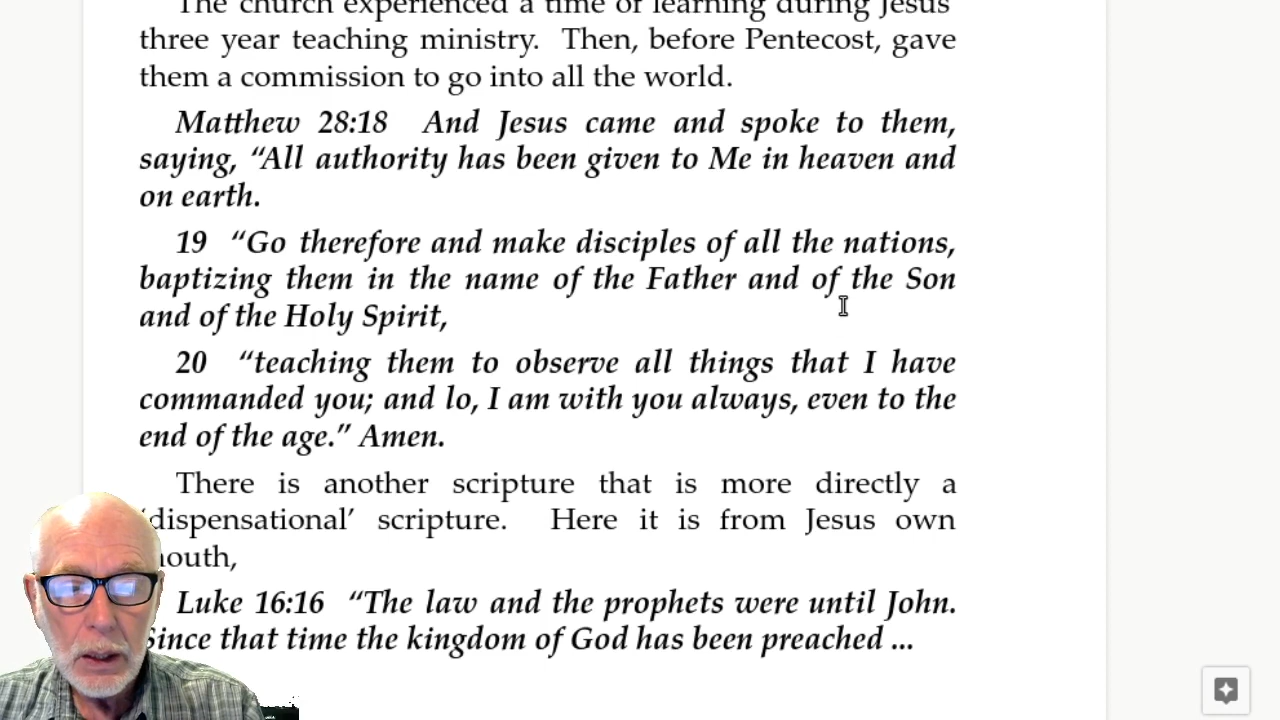 The church experienced a time of learning during Jesus'
three year teaching ministry. Then, before Pentecost, gave
them a commission to go into all the world.
Matthew 28:18 And Jesus came and spoke to them,
saying, “All authority has been given to Me in heaven and
on earth.
19 “Go therefore and make disciples of all the nations,
baptizing them in the name of the Father and of the Son
and of the Holy Spirit,
20 “teaching them to observe all things that I have
commanded you; and lo, I am with you always, even to the
end of the age.” Amen.
There is another scripture that is more directly a
‘dispensational’ scripture. Here it is from Jesus own
mouth,
Luke 16:16 “The law and the prophets were until John.
Since that time the kingdom of God has been preached ...